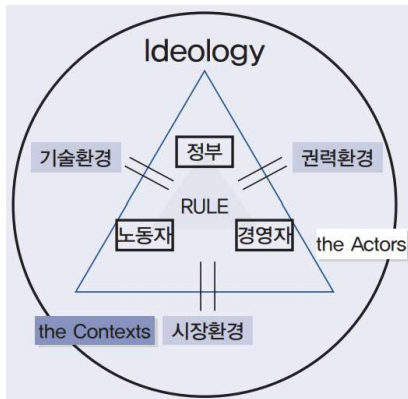 Ideology
정부
기술환경
권력환경
RULE
노동자
경영자
the Actors
the Contexts
시장환경